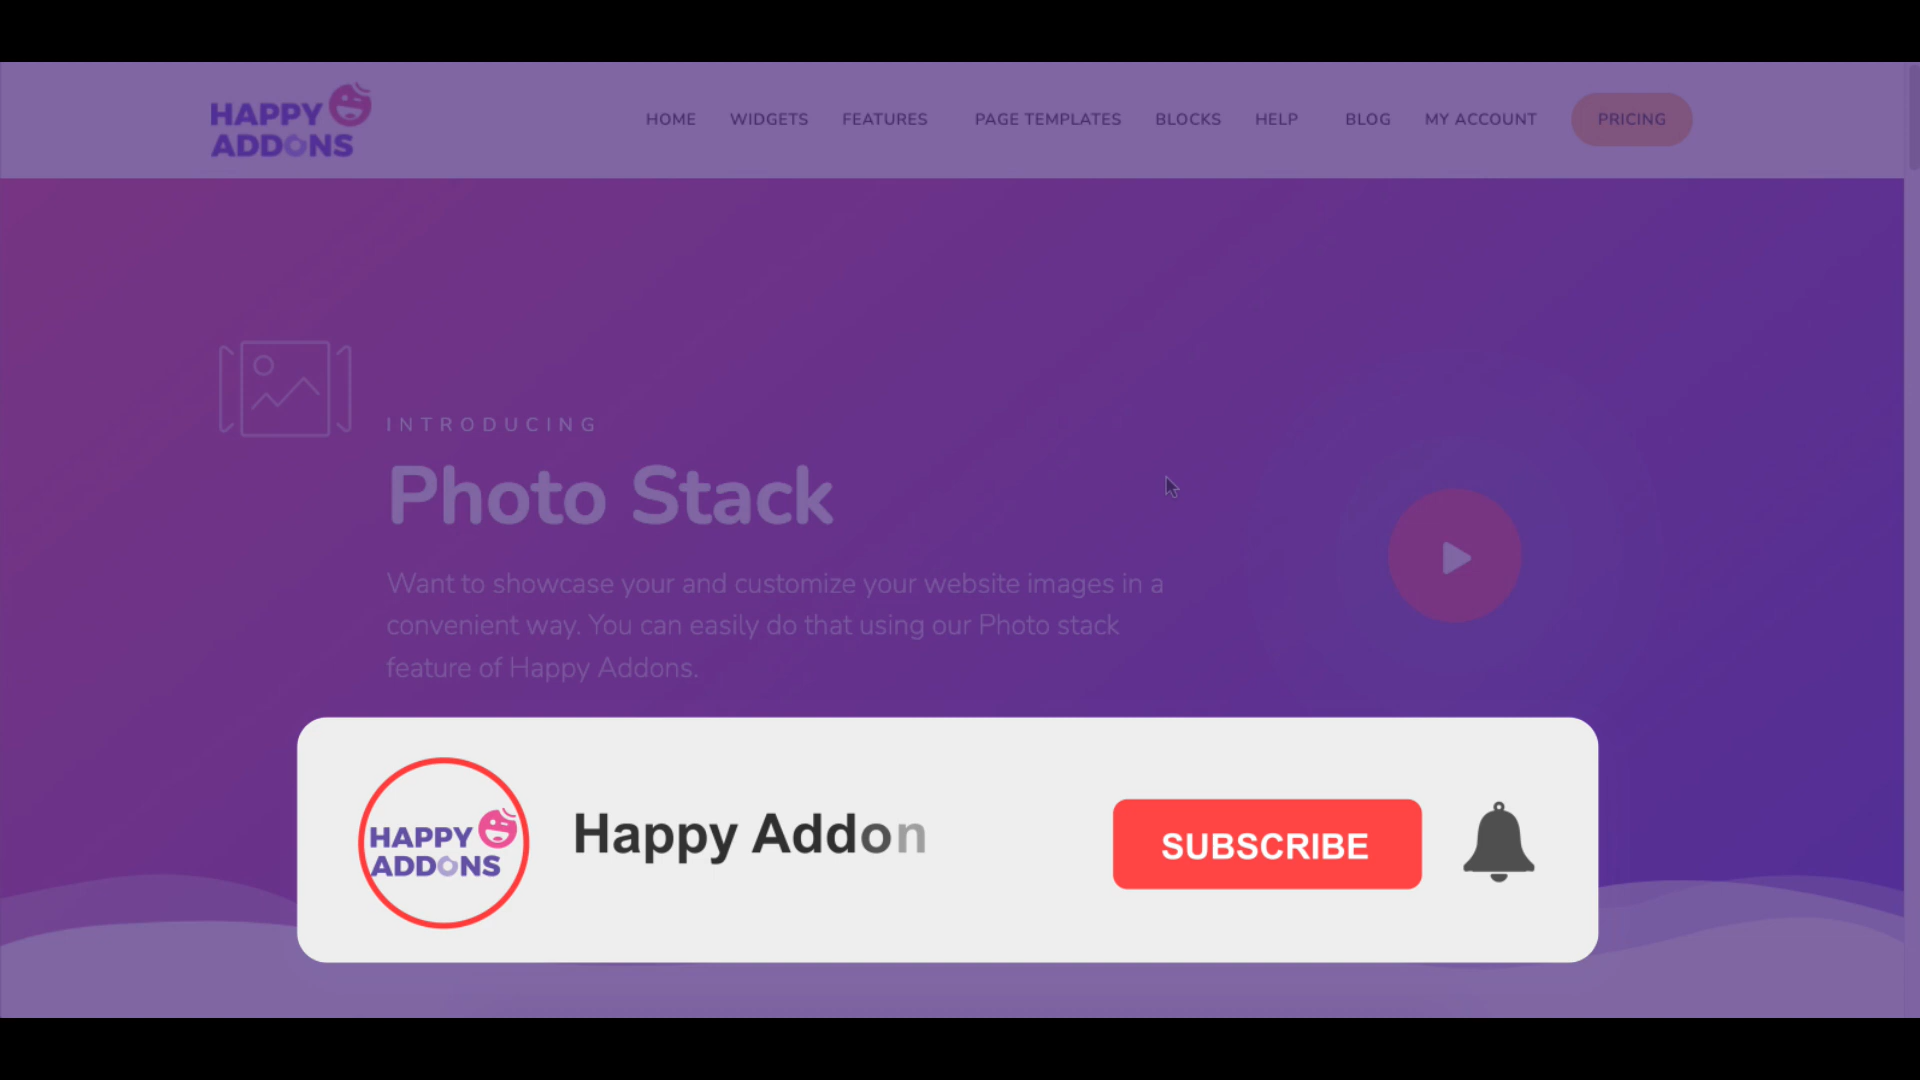 HAPPY ADDONS
HOME WIDGETS FEATURES PAGE TEMPLATES BLOCKS HELP BLOG MY ACCOUNT PRICING
INTRODUCING
Photo Stack
Want to showcase your and customize your website images in a
convenient way. You can easily do that using our Photo stack
feature of Happy Addons.
HAPPY
ADDONS
Happy Addon
SUBSCRIBE